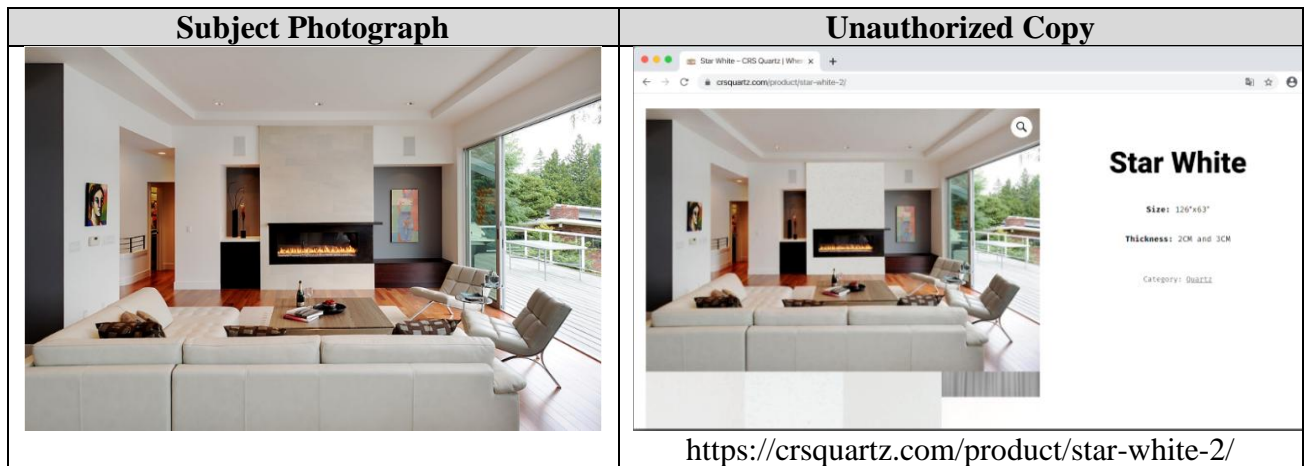 Subject Photograph
Unauthorized Copy
Star White – CRS Quartz | Wher
crsquartz.com/product/star-white-2/
Star White
Size: 126"x63"
Thickness: 2CM and 3CM
Category: Quartz
https://crsquartz.com/product/star-white-2/